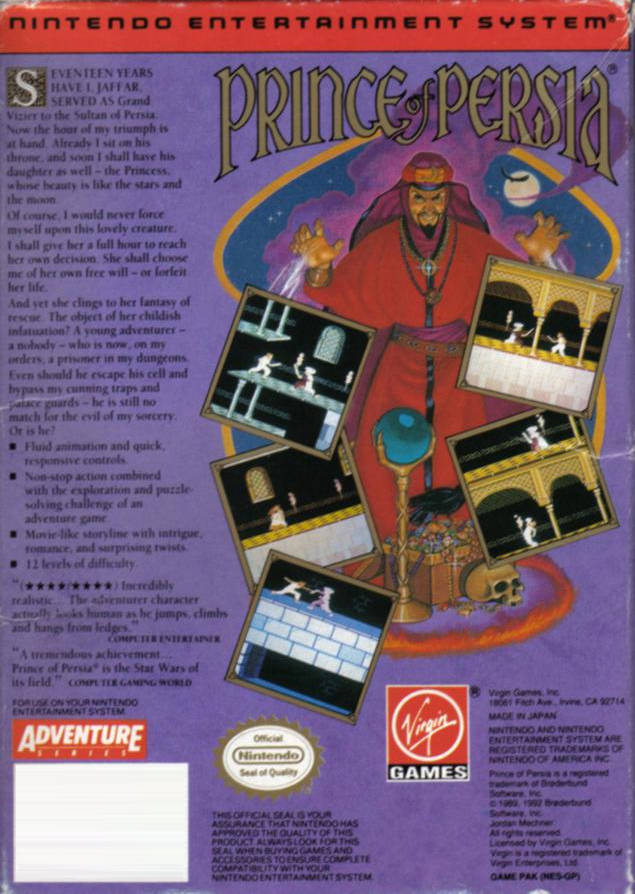 NINTENDO ENTERTAINMENT SYSTEM®
PRINCE of PERSIA®
SEVENTEEN YEARS
HAVE I, JAFFAR,
SERVED AS Grand
Vizier to the Sultan of Persia.
Now the hour of my triumph is
at hand. Already I sit on his
throne, and soon I shall have his
daughter as well – the Princess,
whose beauty is like the stars and
the moon.
Of course, I would never force
myself upon this lovely creature.
I shall give her a full hour to reach
her own decision. She shall choose
me of her own free will – or forfeit
her life.
And yet she clings to her fantasy of
rescue. The object of her childish
infatuation? A young adventurer –
a nobody – who is now, on my
orders, a prisoner in my dungeons.
Even should he escape his cell and
bypass my cunning traps and
palace guards – he is still no
match for the evil of my sorcery.
Or is he?
■ Fluid animation and quick,
responsive controls.
■ Non-stop action combined
with the exploration and puzzle-
solving challenge of an
adventure game.
■ Movie-like storyline with intrigue,
romance, and surprising twists.
■ 12 levels of difficulty.
"(★★★★/★★★★) Incredibly
realistic... The adventurer character
actually looks human as he jumps, climbs
and hangs from ledges."
COMPUTER ENTERTAINER
"A tremendous achievement...
Prince of Persia® is the Star Wars of
its field." COMPUTER GAMING WORLD
FOR USE ON YOUR NINTENDO
ENTERTAINMENT SYSTEM
ADVENTURE
SERIES
Official
Nintendo
Seal of Quality
THIS OFFICIAL SEAL IS YOUR
ASSURANCE THAT NINTENDO HAS
APPROVED THE QUALITY OF THIS
PRODUCT. ALWAYS LOOK FOR THIS
SEAL WHEN BUYING GAMES AND
ACCESSORIES TO ENSURE COMPLETE
COMPATIBILITY WITH YOUR
NINTENDO ENTERTAINMENT SYSTEM.
Virgin®
GAMES
Virgin Games, Inc.
18061 Fitch Ave., Irvine, CA 92714
MADE IN JAPAN
NINTENDO AND NINTENDO
ENTERTAINMENT SYSTEM ARE
REGISTERED TRADEMARKS OF
NINTENDO OF AMERICA INC.
Prince of Persia is a registered
trademark of Brøderbund
Software, Inc.
© 1989, 1992 Brøderbund
Software, Inc.
Jordan Mechner.
All rights reserved.
Licensed by Virgin Games, Inc.
Virgin is a registered trademark of
Virgin Enterprises, Ltd.
GAME PAK (NES-GP)